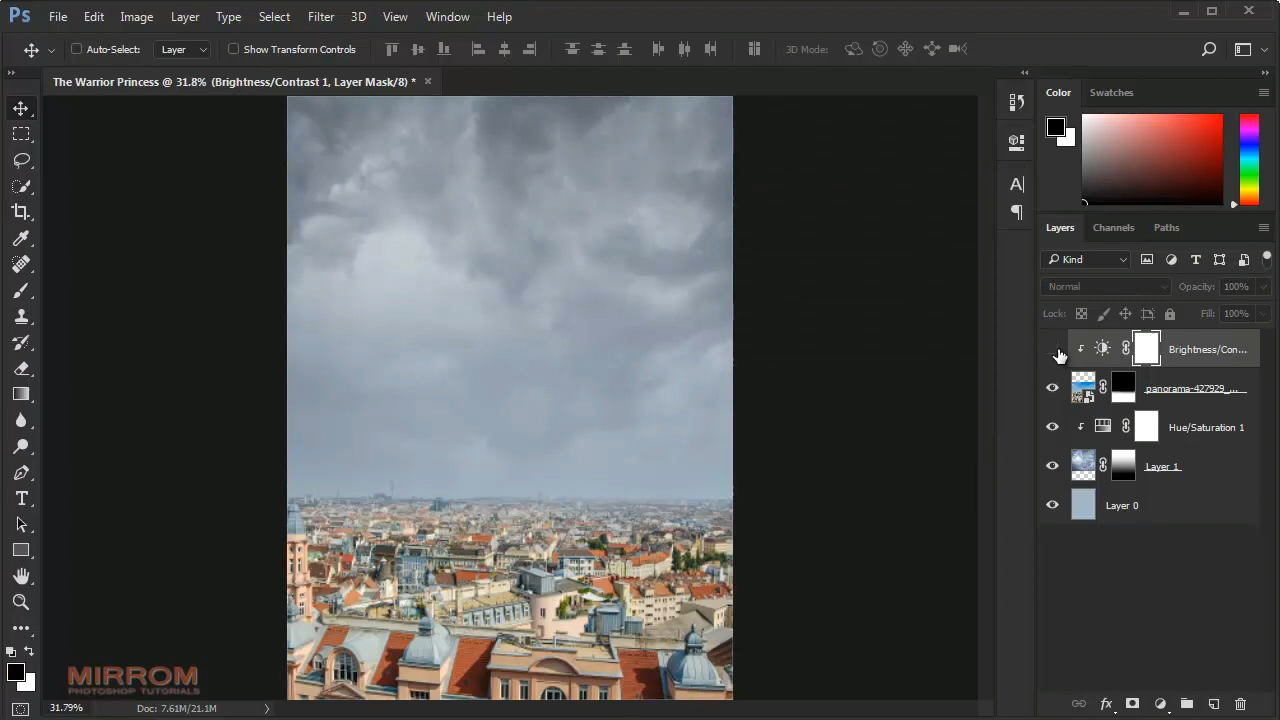 Ps File Edit Image Layer Type Select Filter 3D View Window Help
Auto-Select: Layer Show Transform Controls 3D Mode:
The Warrior Princess @ 31.8% (Brightness/Contrast 1, Layer Mask/8) *
Color Swatches
Layers Channels Paths
Kind
Normal Opacity: 100%
Lock: Fill: 100%
Brightness/Con...
panorama-427929_...
Hue/Saturation 1
Layer 1
Layer 0
MIRROM
PHOTOSHOP TUTORIALS
31.79% Doc: 7.61M/21.1M